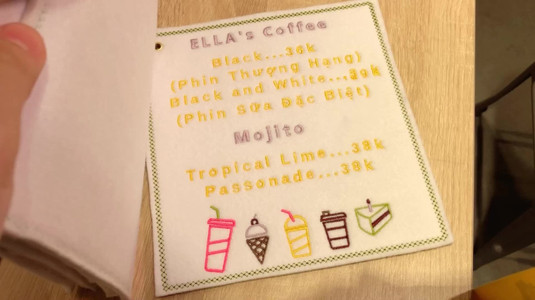 ELLA's Coffee
Black...30k
(Phin Thượng Hạng)
Black and White...39k
(Phin Sữa Đặc Biệt)
Mojito
Tropical Lime...38k
Passonade...38k